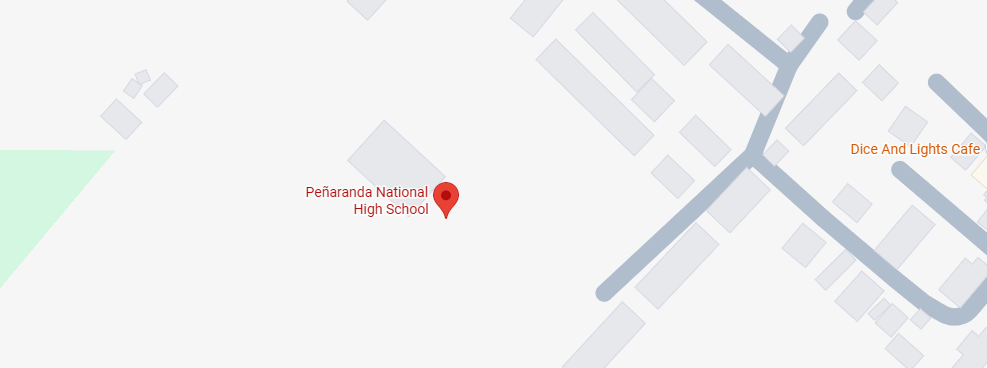 Dice And Lights Cafe
Peñaranda National
High School